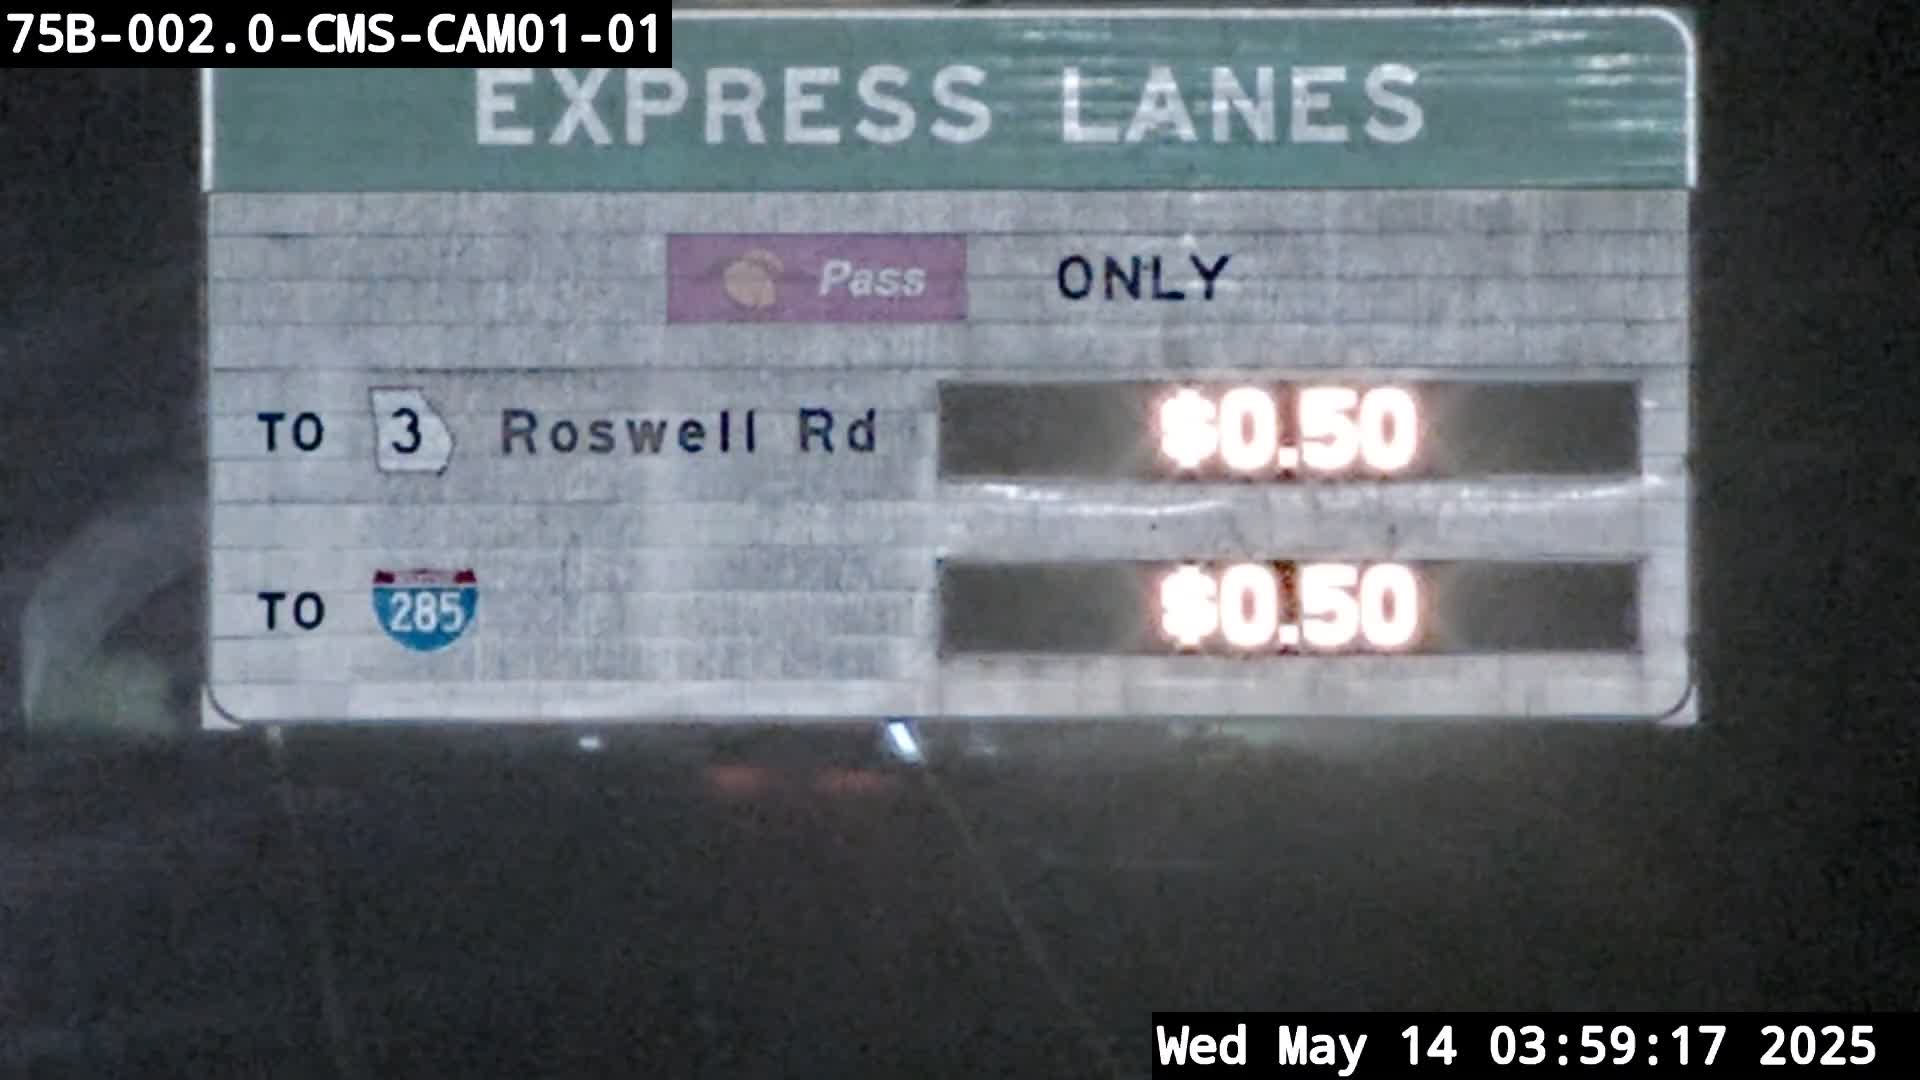 75B-002.0-CMS-CAM01-01
EXPRESS LANES
Pass ONLY
TO 3 Roswell Rd $0.50
TO 285 $0.50
Wed May 14 03:59:17 2025